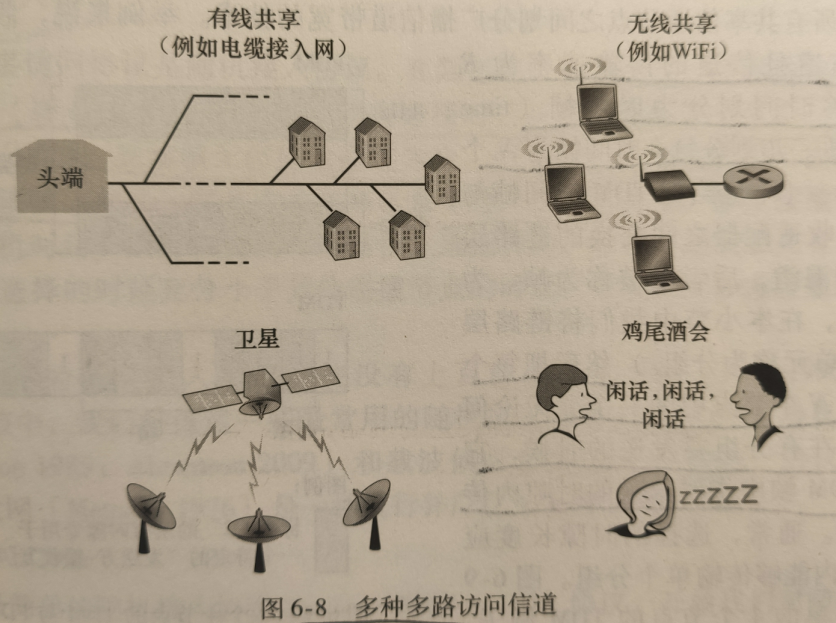 有线共享
（例如电缆接入网）
无线共享
（例如WiFi）
头端
卫星
鸡尾酒会
闲话，闲话，
闲话
zzzzz
图 6-8 多种多路访问信道